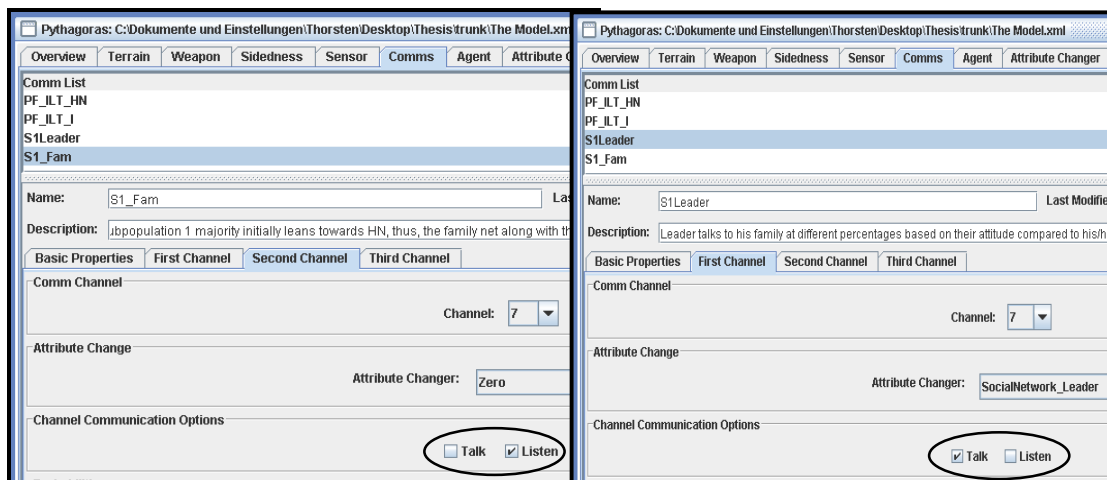 Pythagoras: C:\Dokumente und Einstellungen\Thorsten\Desktop\Thesis\trunk\The Model.xm
Overview Terrain Weapon Sidedness Sensor Comms Agent Attribute
Comm List
PF_ILT_HN
PF_ILT_I
S1Leader
S1_Fam
Name: S1_Fam Las
Description: ubpopulation 1 majority initially leans towards HN, thus, the family net along with th
Basic Properties First Channel Second Channel Third Channel
Comm Channel
Channel: 7
Attribute Change
Attribute Changer: Zero
Channel Communication Options
Talk Listen
Pythagoras: C:\Dokumente und Einstellungen\Thorsten\Desktop\Thesis\trunk\The Model.xml
Overview Terrain Weapon Sidedness Sensor Comms Agent Attribute Changer
Comm List
PF_ILT_HN
PF_ILT_I
S1Leader
S1_Fam
Name: S1Leader Last Modifie
Description: Leader talks to his family at different percentages based on their attitude compared to his/h
Basic Properties First Channel Second Channel Third Channel
Comm Channel
Channel: 7
Attribute Change
Attribute Changer: SocialNetwork_Leader
Channel Communication Options
Talk Listen